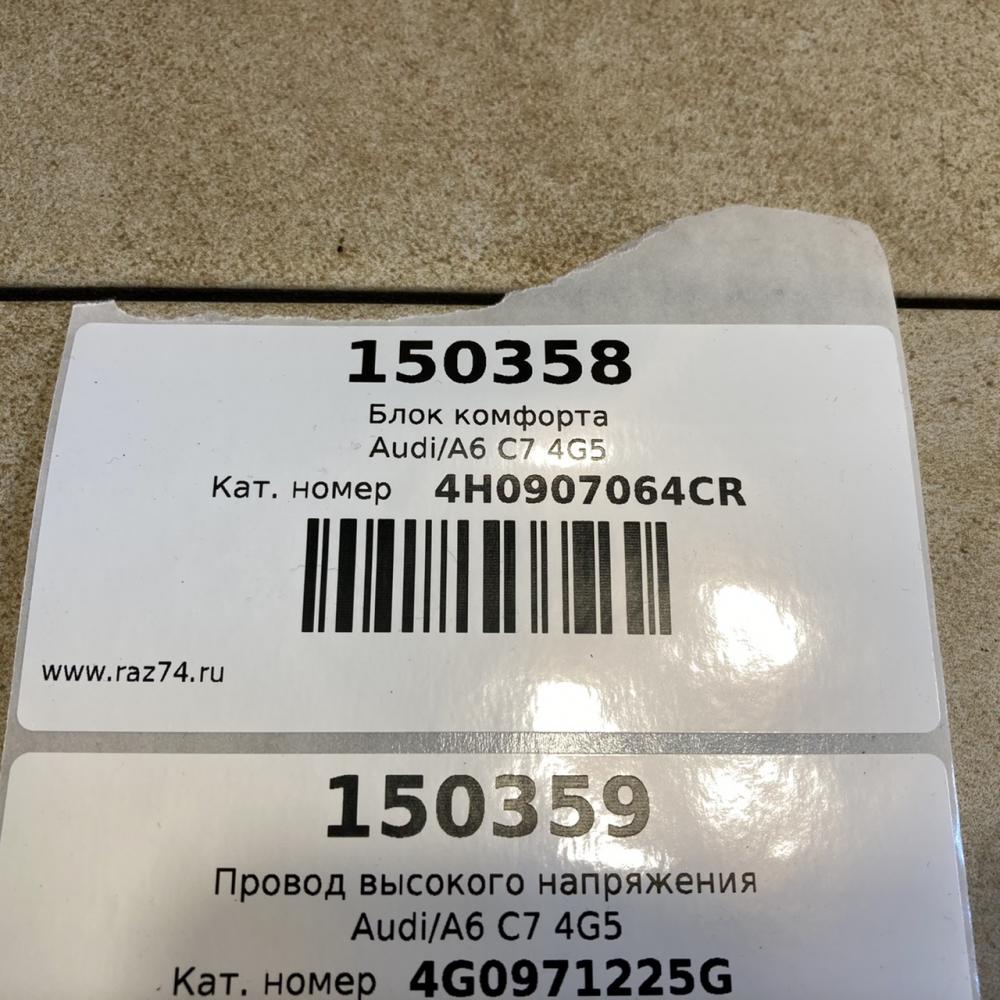 150358
Блок комфорта
Audi/A6 C7 4G5
Кат. номер 4H0907064CR
www.raz74.ru
150359
Провод высокого напряжения
Audi/A6 C7 4G5
Кат. номер 4G0971225G